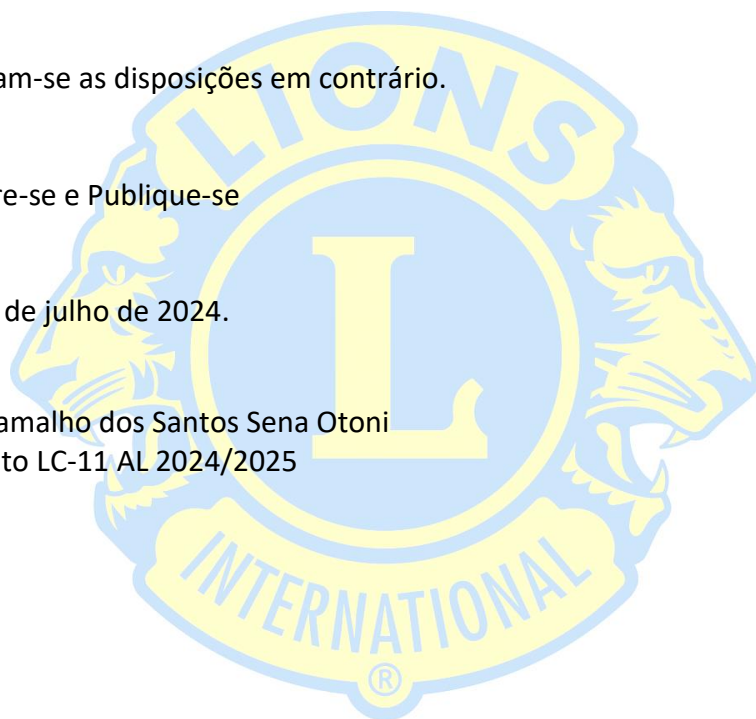 am-se as disposições em contrário.
LIONS
re-se e Publique-se
L
de julho de 2024.
amalho dos Santos Sena Otoni
to LC-11 AL 2024/2025
INTERNATIONAL
®